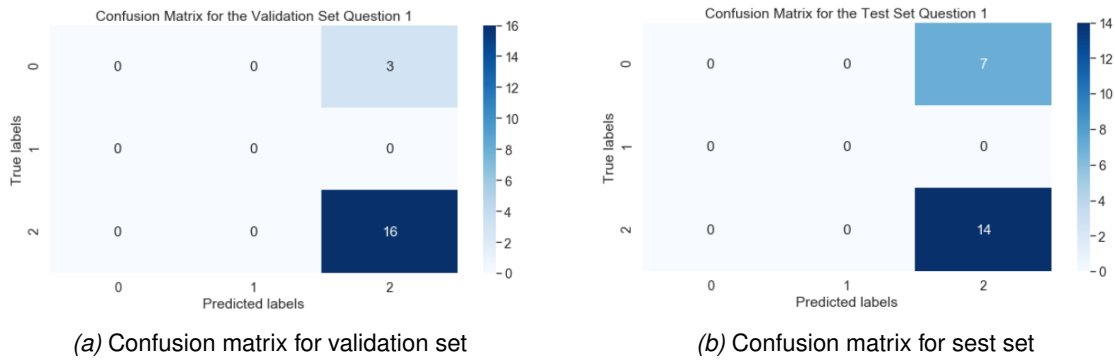 Confusion Matrix for the Validation Set Question 1
0 0 0 3
1 0 0 0
2 0 0 16
0 1 2
True labels
Predicted labels
16
14
12
10
8
6
4
2
0
(a) Confusion matrix for validation set
Confusion Matrix for the Test Set Question 1
0 0 0 7
1 0 0 0
2 0 0 14
0 1 2
True labels
Predicted labels
14
12
10
8
6
4
2
0
(b) Confusion matrix for sest set